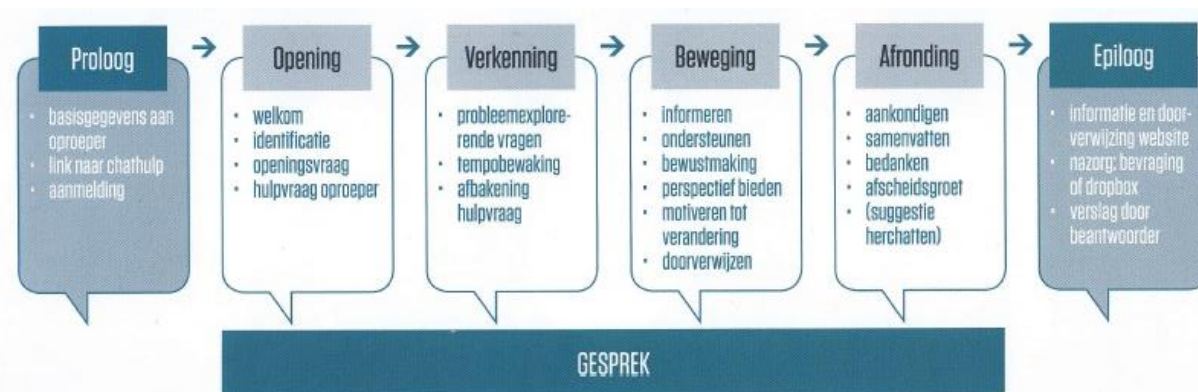 Proloog
• basisgegevens aan
oproeper
• link naar chathulp
• aanmelding
→
Opening
• welkom
• identificatie
• openingsvraag
• hulpvraag oproeper
→
Verkenning
• probleemexplore-
rende vragen
• tempobewaking
• afbakening
hulpvraag
→
Beweging
• informeren
• ondersteunen
• bewustmaking
• perspectief bieden
• motiveren tot
verandering
• doorverwijzen
→
Afronding
• aankondigen
• samenvatten
• bedanken
• afscheidsgroet
• (suggestie
herchatten)
→
Epiloog
• informatie en door-
verwijzing website
• nazorg: bevraging
of dropbox
• verslag door
beantwoorder
GESPREK